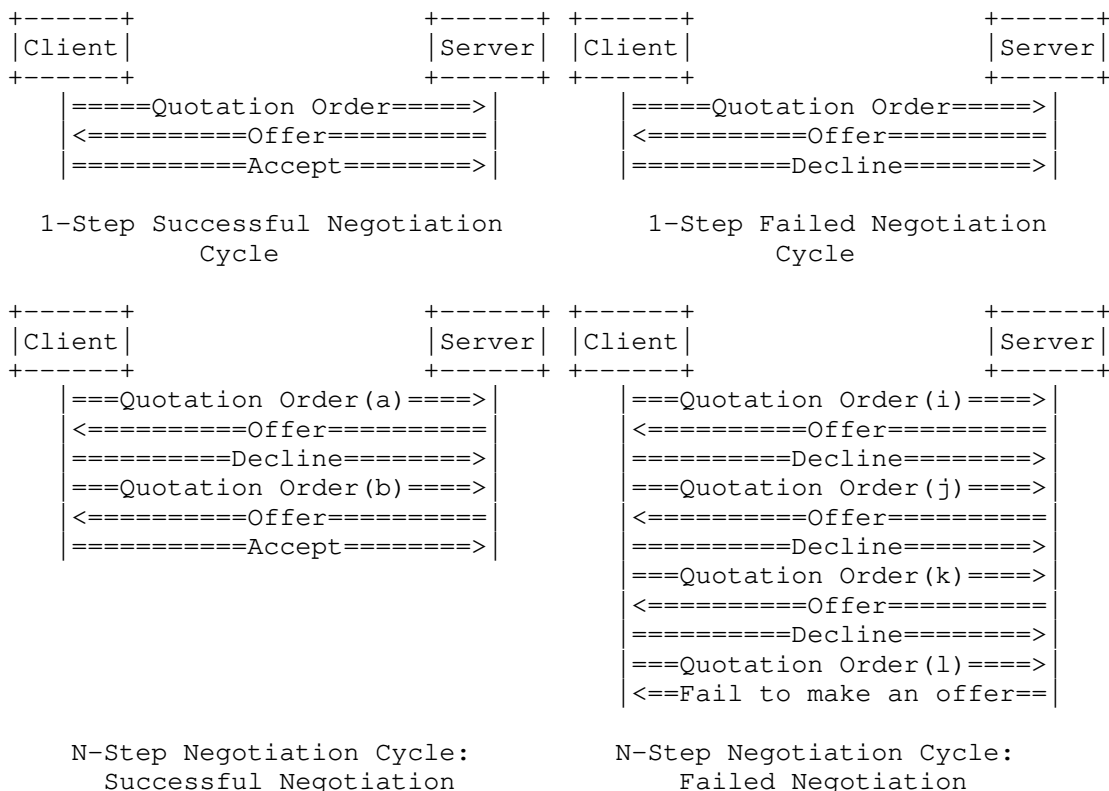 +------+                  +------+ +------+                  +------+
|Client|                  |Server| |Client|                  |Server|
+------+                  +------+ +------+                  +------+
   |=====Quotation Order=====>|       |=====Quotation Order=====>|
   |<==========Offer==========|       |<==========Offer==========|
   |===========Accept========>|       |==========Decline========>|
  1-Step Successful Negotiation         1-Step Failed Negotiation
            Cycle                               Cycle
+------+                  +------+ +------+                  +------+
|Client|                  |Server| |Client|                  |Server|
+------+                  +------+ +------+                  +------+
   |===Quotation Order(a)====>|       |===Quotation Order(i)====>|
   |<==========Offer==========|       |<==========Offer==========|
   |==========Decline========>|       |==========Decline========>|
   |===Quotation Order(b)====>|       |===Quotation Order(j)====>|
   |<==========Offer==========|       |<==========Offer==========|
   |===========Accept========>|       |==========Decline========>|
                                      |===Quotation Order(k)====>|
                                      |<==========Offer==========|
                                      |==========Decline========>|
                                      |===Quotation Order(l)====>|
                                      |<==Fail to make an offer==|
    N-Step Negotiation Cycle:         N-Step Negotiation Cycle:
      Successful Negotiation              Failed Negotiation